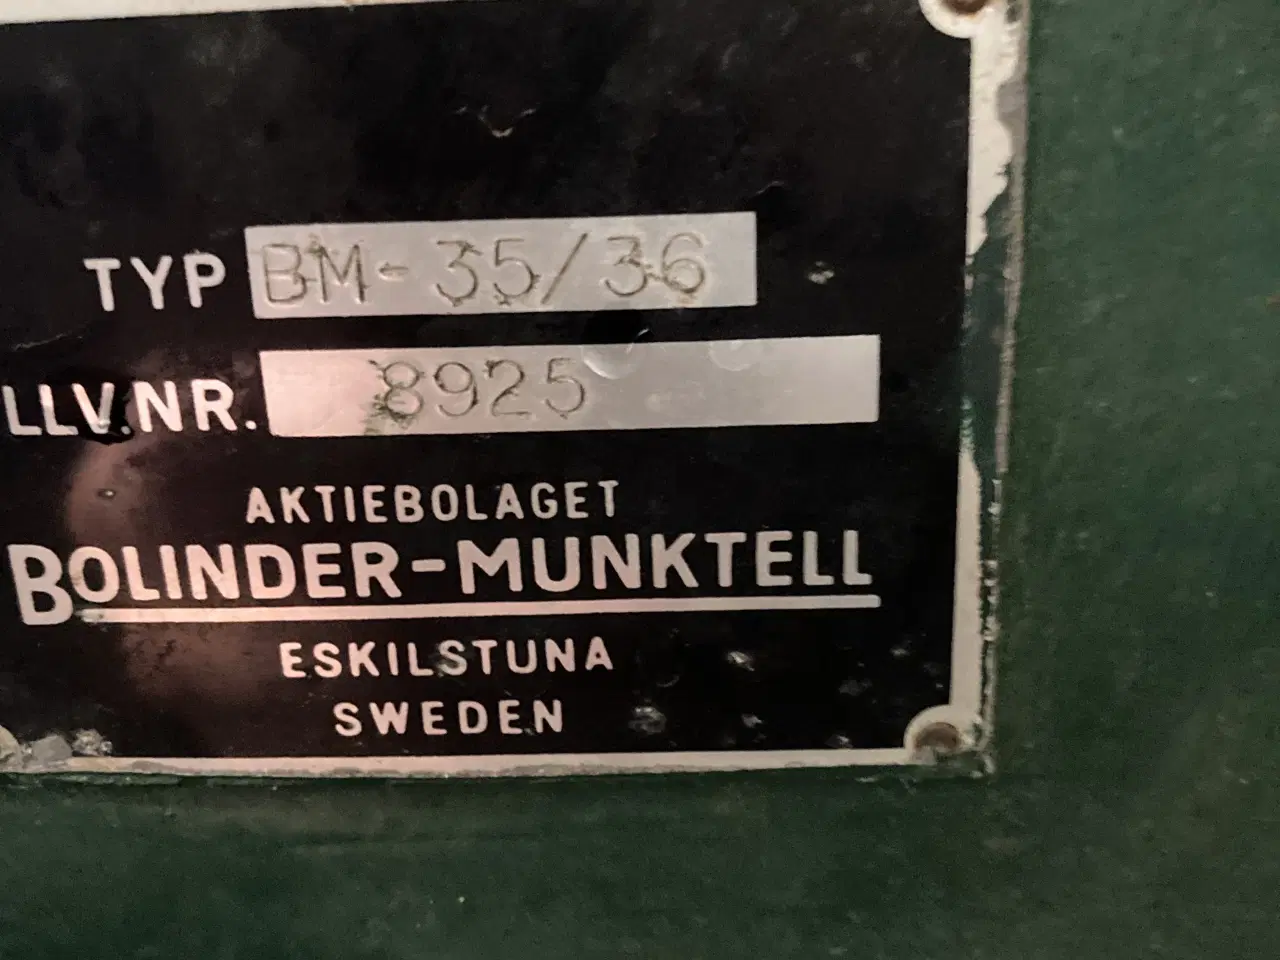 TYP BM-35/36
LLV.NR. 8925
AKTIEBOLAGET
BOLINDER-MUNKTELL
ESKILSTUNA
SWEDEN